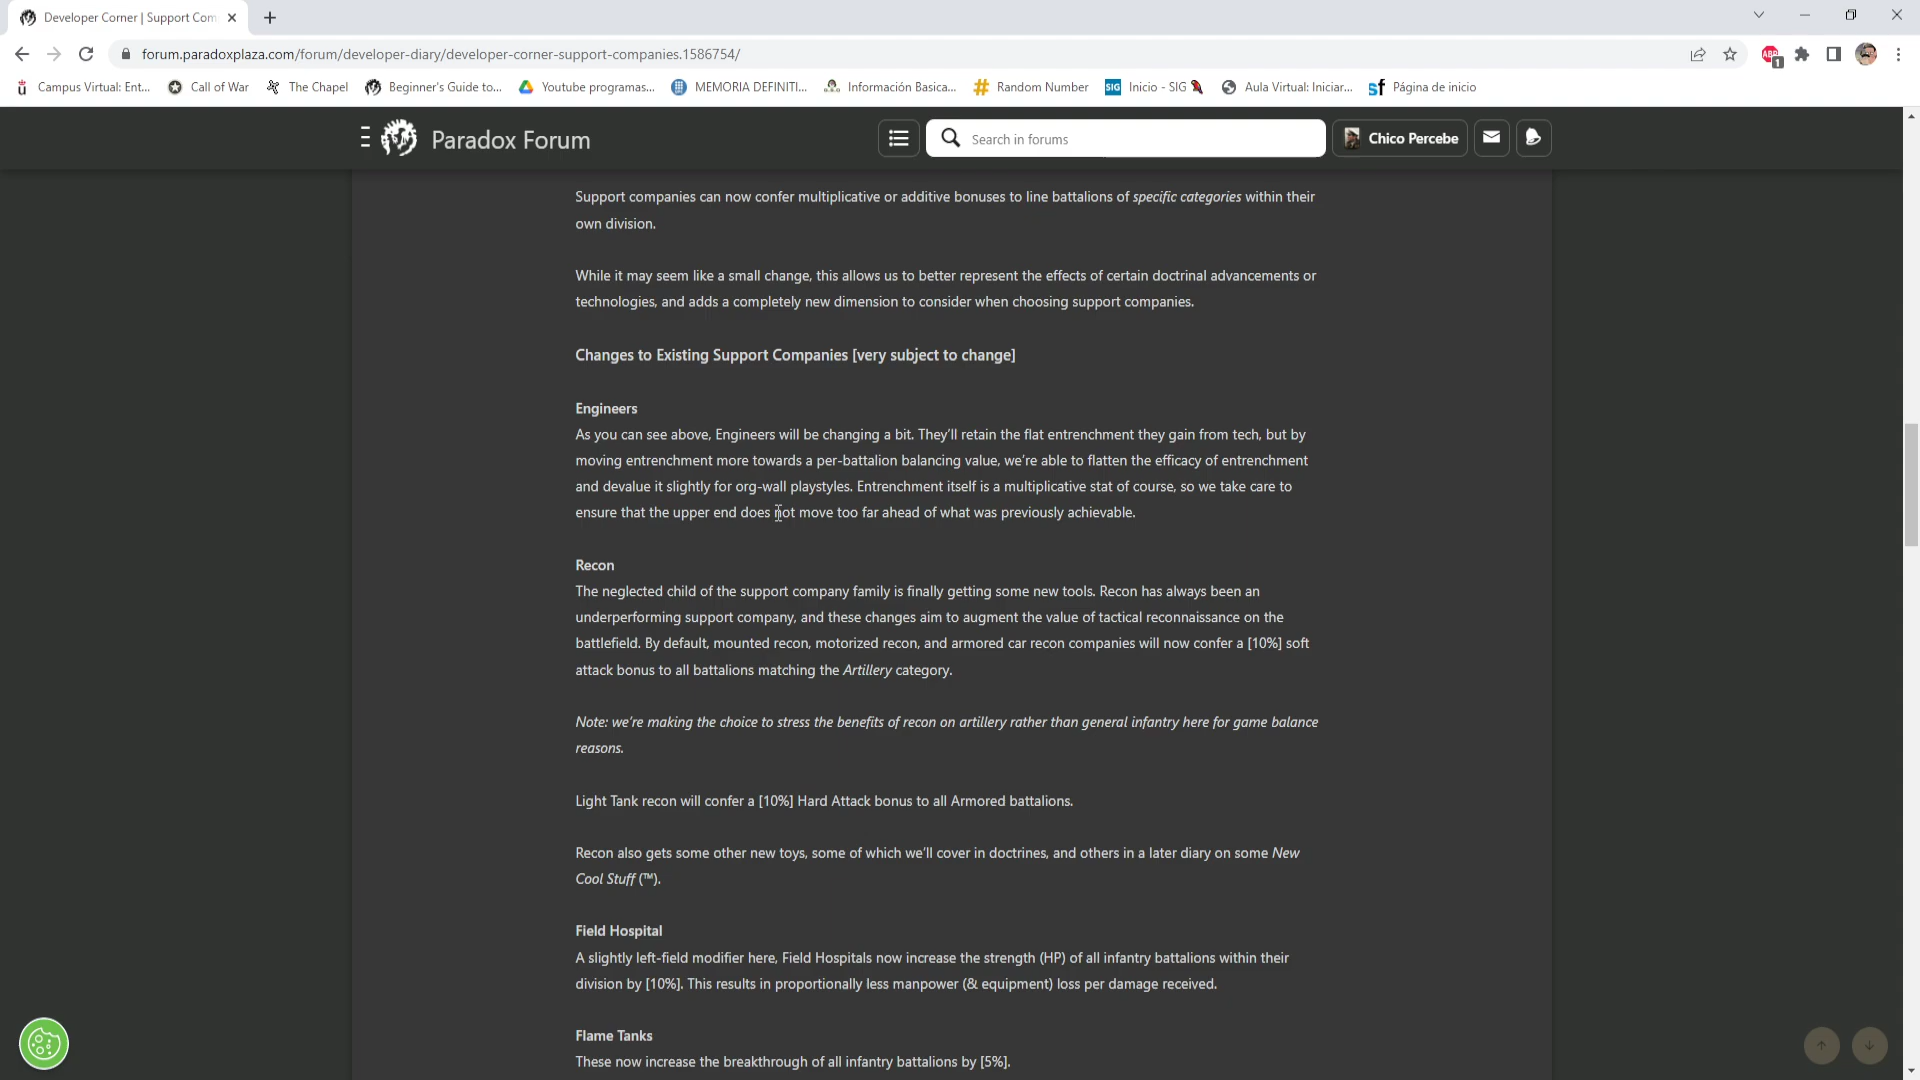 Developer Corner | Support Com
forum.paradoxplaza.com/forum/developer-diary/developer-corner-support-companies.1586754/
ABP
1
Campus Virtual: Ent...
Call of War
The Chapel
Beginner's Guide to...
Youtube programas...
MEMORIA DEFINITI...
Información Basica...
Random Number
SIG
Inicio - SIG
Aula Virtual: Iniciar...
sf
Página de inicio
Paradox Forum
Search in forums
Chico Percebe
Support companies can now confer multiplicative or additive bonuses to line battalions of specific categories within their
own division.
While it may seem like a small change, this allows us to better represent the effects of certain doctrinal advancements or
technologies, and adds a completely new dimension to consider when choosing support companies.
Changes to Existing Support Companies [very subject to change]
Engineers
As you can see above, Engineers will be changing a bit. They'll retain the flat entrenchment they gain from tech, but by
moving entrenchment more towards a per-battalion balancing value, we're able to flatten the efficacy of entrenchment
and devalue it slightly for org-wall playstyles. Entrenchment itself is a multiplicative stat of course, so we take care to
ensure that the upper end does not move too far ahead of what was previously achievable.
Recon
The neglected child of the support company family is finally getting some new tools. Recon has always been an
underperforming support company, and these changes aim to augment the value of tactical reconnaissance on the
battlefield. By default, mounted recon, motorized recon, and armored car recon companies will now confer a [10%] soft
attack bonus to all battalions matching the Artillery category.
Note: we're making the choice to stress the benefits of recon on artillery rather than general infantry here for game balance
reasons.
Light Tank recon will confer a [10%] Hard Attack bonus to all Armored battalions.
Recon also gets some other new toys, some of which we'll cover in doctrines, and others in a later diary on some New
Cool Stuff (™).
Field Hospital
A slightly left-field modifier here, Field Hospitals now increase the strength (HP) of all infantry battalions within their
division by [10%]. This results in proportionally less manpower (& equipment) loss per damage received.
Flame Tanks
These now increase the breakthrough of all infantry battalions by [5%].